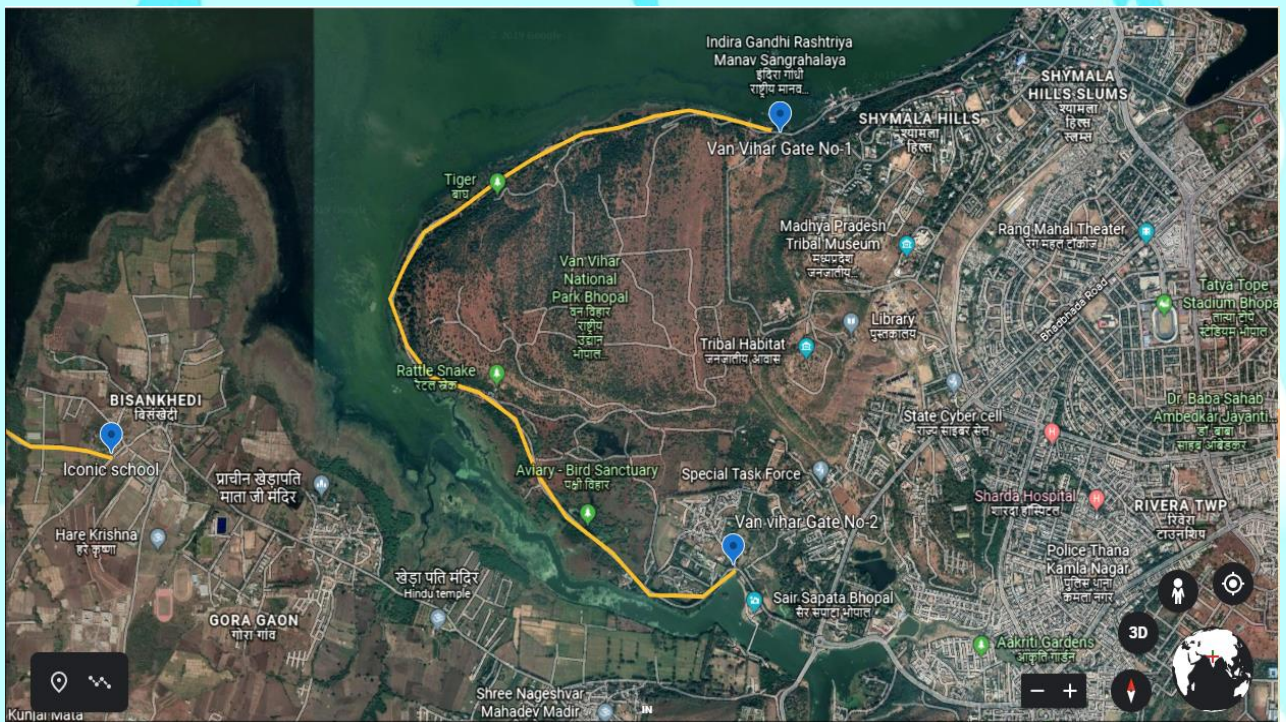 Indira Gandhi Rashtriya
Manav Sangrahalaya
इंदिरा गांधी
राष्ट्रीय मानव...
Van Vihar Gate No-1
SHYMALA
HILLS SLUMS
श्यामला
हिल्स
स्लम्स
SHYMALA HILLS
श्यामला
हिल्स
Tiger
बाघ
Madhya Pradesh
Tribal Museum
मध्यप्रदेश
जनजातीय...
Rang Mahal Theater
रंग महल टॉकीज
Bhadbhada Road
Van Vihar
National
Park Bhopal
वन विहार
राष्ट्रीय
उद्यान
भोपाल...
Tatya Tope
Stadium Bhopa
तात्या टोपे
स्टेडियम भोपाल
Library
पुस्तकालय
Tribal Habitat
जनजातीय आवास
Rattle Snake
रैटल स्नेक
BISANKHEDI
बिसंखेडी
Iconic school
State Cyber cell
राज्य साइबर सेल
Dr. Baba Sahab
Ambedkar Jayanti
डॉ. बाबा
साहब अंबेडकर
Aviary - Bird Sanctuary
पक्षी विहार
Special Task Force
प्राचीन खेड़ापति
माता जी मंदिर
Sharda Hospital
शारदा हॉस्पिटल
RIVERA TWP
रिवेरा
टाउनशिप
Van vihar Gate No-2
Hare Krishna
हरे कृष्णा
Police Thana
Kamla Nagar
पुलिस थाना
कमला नगर
खेड़ा पति मंदिर
Hindu temple
Sair Sapata Bhopal
सैर सपाटा भोपाल
GORA GAON
गोरा गांव
Aakriti Gardens
आकृति गार्डन
3D
Shree Nageshvar
Mahadev Madir
IN
Kunjal Mata